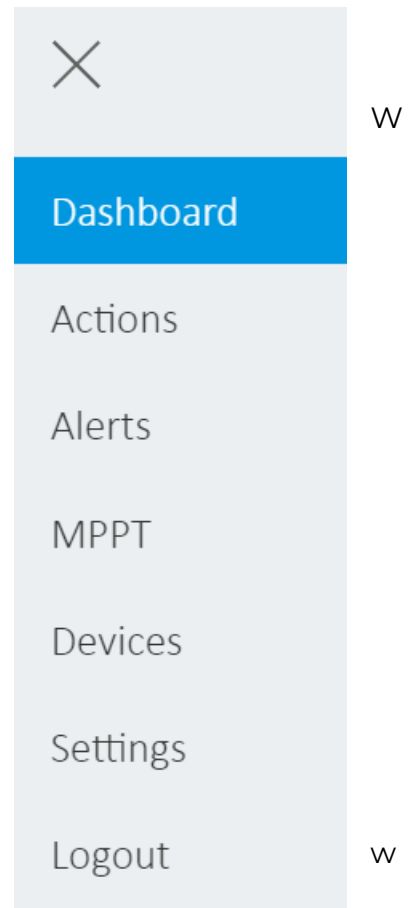 W
Dashboard
Actions
Alerts
MPPT
Devices
Settings
Logout
w